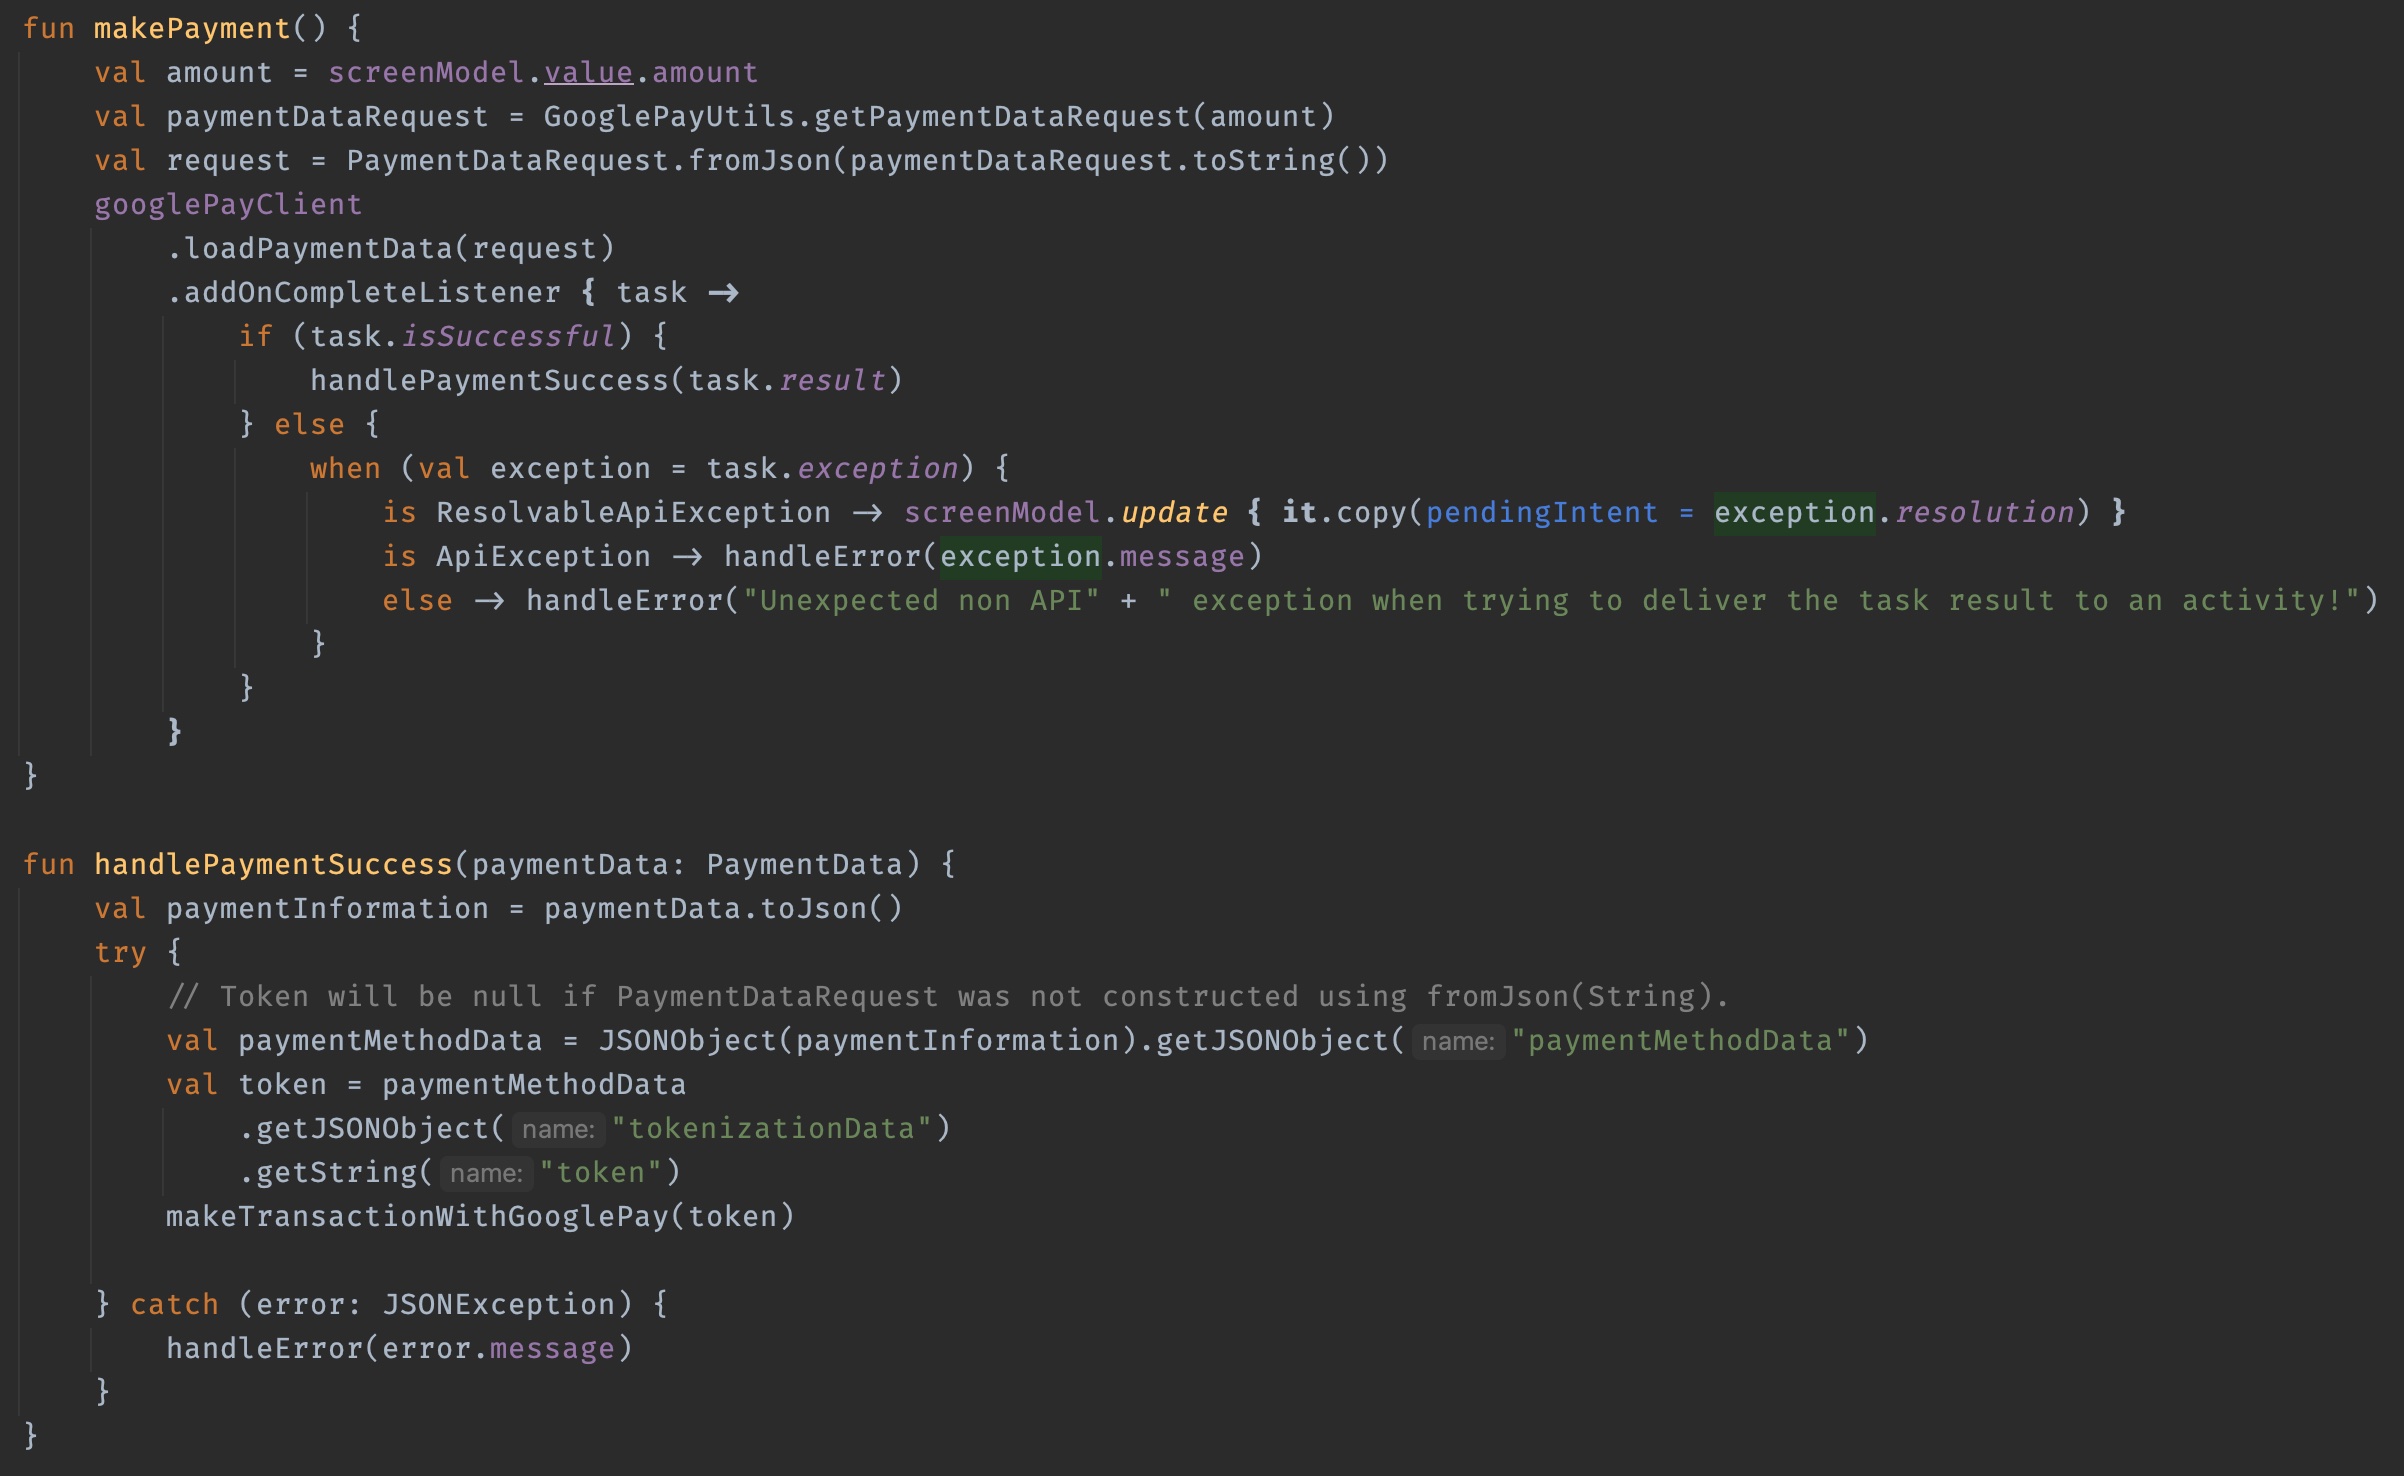 fun makePayment() {
    val amount = screenModel.value.amount
    val paymentDataRequest = GooglePayUtils.getPaymentDataRequest(amount)
    val request = PaymentDataRequest.fromJson(paymentDataRequest.toString())
    googlePayClient
        .loadPaymentData(request)
        .addOnCompleteListener { task ->
            if (task.isSuccessful) {
                handlePaymentSuccess(task.result)
            } else {
                when (val exception = task.exception) {
                    is ResolvableApiException -> screenModel.update { it.copy(pendingIntent = exception.resolution) }
                    is ApiException -> handleError(exception.message)
                    else -> handleError("Unexpected non API" + " exception when trying to deliver the task result to an activity!")
                }
            }
        }
}

fun handlePaymentSuccess(paymentData: PaymentData) {
    val paymentInformation = paymentData.toJson()
    try {
        // Token will be null if PaymentDataRequest was not constructed using fromJson(String).
        val paymentMethodData = JSONObject(paymentInformation).getJSONObject( name: "paymentMethodData")
        val token = paymentMethodData
            .getJSONObject( name: "tokenizationData")
            .getString( name: "token")
        makeTransactionWithGooglePay(token)

    } catch (error: JSONException) {
        handleError(error.message)
    }
}